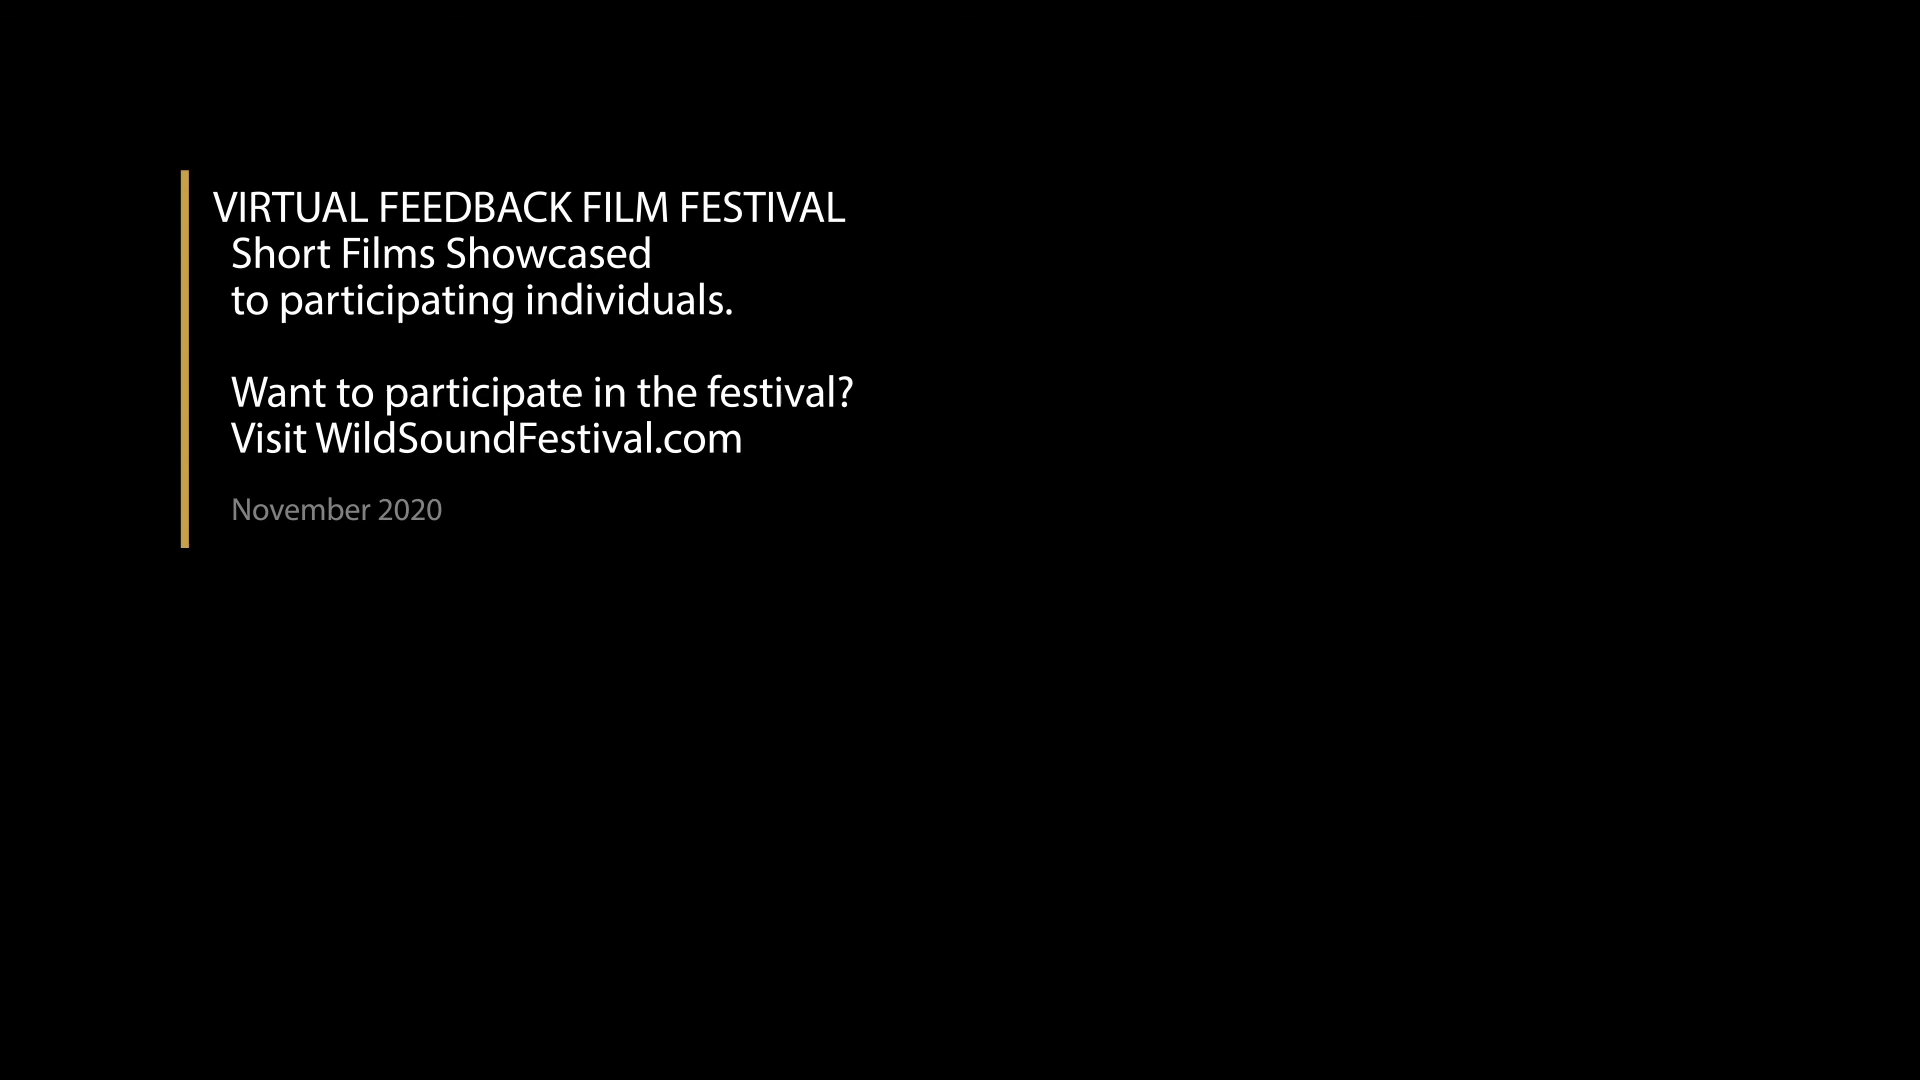 VIRTUAL FEEDBACK FILM FESTIVAL
Short Films Showcased
to participating individuals.
Want to participate in the festival?
Visit WildSoundFestival.com
November 2020